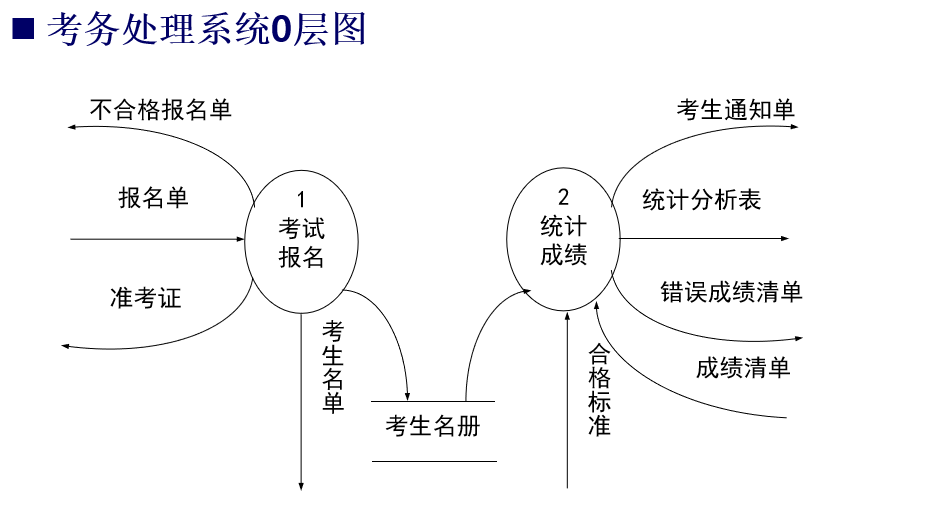 考务处理系统0层图
不合格报名单
考生通知单
报名单
1
考试
报名
2
统计
成绩
统计分析表
准考证
错误成绩清单
考生名单
合格标准
成绩清单
考生名册